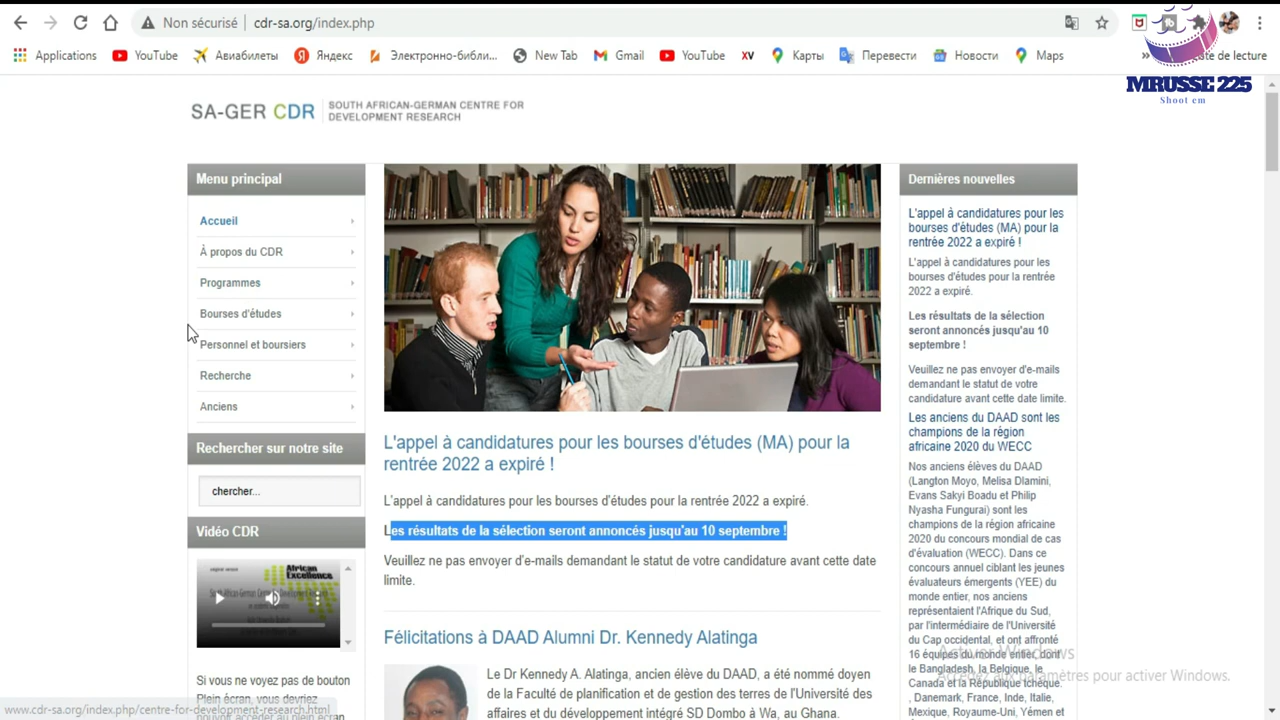 Non sécurisé | cdr-sa.org/index.php
Applications YouTube Авиабилеты Яндекс Электронно-библи... New Tab Gmail YouTube XV Карты Перевести Новости Maps » te de lecture
MRUSSE 225
Shoot em
SA-GER CDR
SOUTH AFRICAN-GERMAN CENTRE FOR
DEVELOPMENT RESEARCH
Menu principal
Accueil
À propos du CDR
Programmes
Bourses d'études
Personnel et boursiers
Recherche
Anciens
Rechercher sur notre site
chercher...
Vidéo CDR
African
Excellence
Si vous ne voyez pas de bouton
Plein écran, vous devriez
pouvoir accéder au plein écran
www.cdr-sa.org/index.php/centre-for-development-research.html
L'appel à candidatures pour les bourses d'études (MA) pour la
rentrée 2022 a expiré !
L'appel à candidatures pour les bourses d'études pour la rentrée 2022 a expiré.
Les résultats de la sélection seront annoncés jusqu'au 10 septembre !
Veuillez ne pas envoyer d'e-mails demandant le statut de votre candidature avant cette date
limite.
Félicitations à DAAD Alumni Dr. Kennedy Alatinga
Le Dr Kennedy A. Alatinga, ancien élève du DAAD, a été nommé doyen
de la Faculté de planification et de gestion des terres de l'Université des
affaires et du développement intégré SD Dombo à Wa, au Ghana.
Dernières nouvelles
L'appel à candidatures pour les
bourses d'études (MA) pour la
rentrée 2022 a expiré !
L'appel à candidatures pour les
bourses d'études pour la rentrée
2022 a expiré.
Les résultats de la sélection
seront annoncés jusqu'au 10
septembre !
Veuillez ne pas envoyer d'e-mails
demandant le statut de votre
candidature avant cette date limite.
Les anciens du DAAD sont les
champions de la région
africaine 2020 du WECC
Nos anciens élèves du DAAD
(Langton Moyo, Melisa Dlamini,
Evans Sakyi Boadu et Philip
Nyasha Fungurai) sont les
champions de la région africaine
2020 du concours mondial de cas
d'évaluation (WECC). Dans ce
concours annuel ciblant les jeunes
évaluateurs émergents (YEE) du
monde entier, nos anciens
représentaient l'Afrique du Sud,
par l'intermédiaire de l'Université
du Cap occidental, et ont affronté
16 équipes du monde entier, dont
le Bangladesh, la Belgique, le
Canada et la République tchèque.
, Danemark, France, Inde, Italie,
Mexique, Royaume-Uni, Yémen et
Activer Windows
Accédez aux paramètres pour activer Windows.